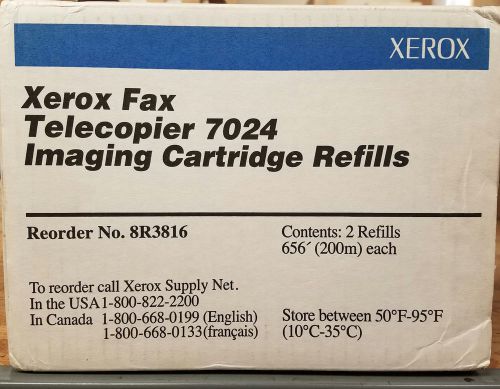 XEROX
Xerox Fax
Telecopier 7024
Imaging Cartridge Refills
Reorder No. 8R3816
Contents: 2 Refills
656´ (200m) each
To reorder call Xerox Supply Net.
In the USA 1-800-822-2200
In Canada 1-800-668-0199 (English)
1-800-668-0133 (français)
Store between 50°F-95°F
(10°C-35°C)